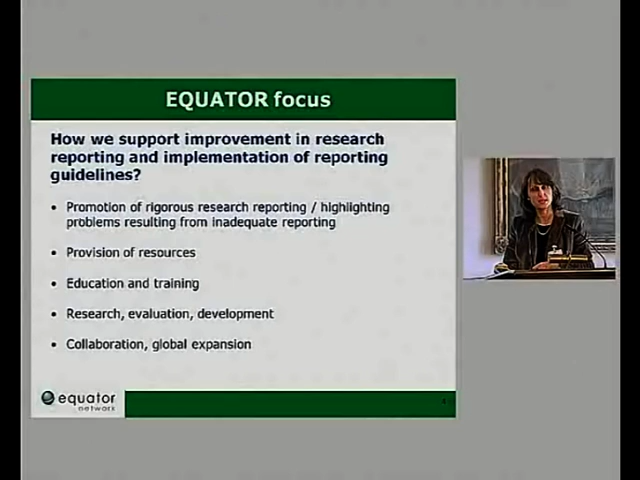 EQUATOR focus
How we support improvement in research
reporting and implementation of reporting
guidelines?
• Promotion of rigorous research reporting / highlighting
problems resulting from inadequate reporting
• Provision of resources
• Education and training
• Research, evaluation, development
• Collaboration, global expansion
equator
network